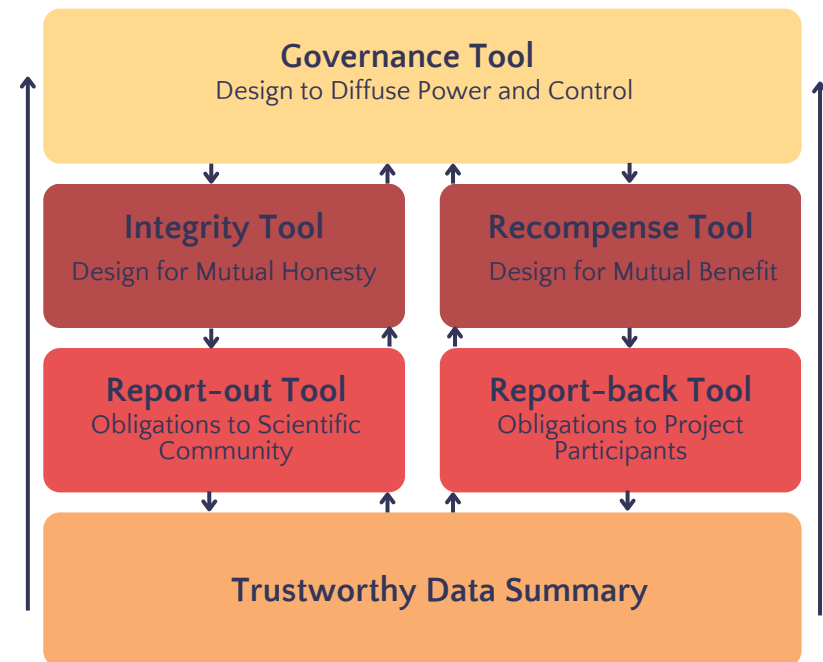 Governance Tool
Design to Diffuse Power and Control
Integrity Tool
Design for Mutual Honesty
Recompense Tool
Design for Mutual Benefit
Report-out Tool
Obligations to Scientific
Community
Report-back Tool
Obligations to Project
Participants
Trustworthy Data Summary